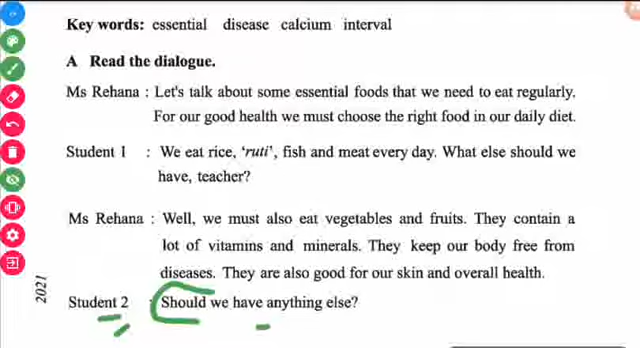 Key words: essential disease calcium interval
A Read the dialogue.
Ms Rehana : Let's talk about some essential foods that we need to eat regularly.
For our good health we must choose the right food in our daily diet.
Student 1 : We eat rice, 'ruti', fish and meat every day. What else should we
have, teacher?
Ms Rehana : Well, we must also eat vegetables and fruits. They contain a
lot of vitamins and minerals. They keep our body free from
diseases. They are also good for our skin and overall health.
2021
Student 2 : Should we have anything else?